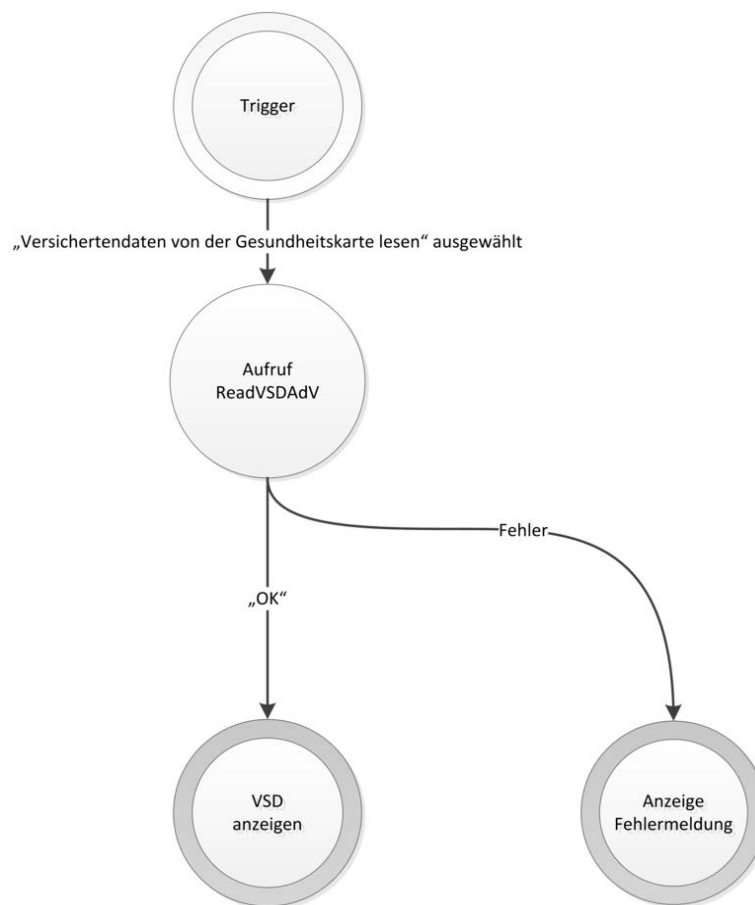 Trigger
„Versichertendaten von der Gesundheitskarte lesen“ ausgewählt
Aufruf
ReadVSDAdV
Fehler
„OK“
VSD
anzeigen
Anzeige
Fehlermeldung